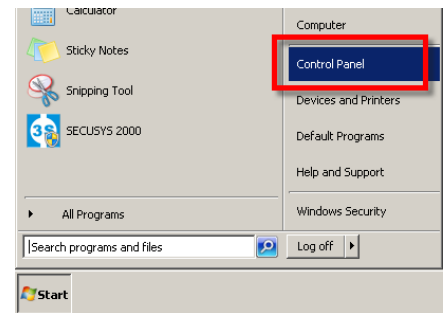 Calculator
Sticky Notes
Snipping Tool
3S
SECUSYS 2000
All Programs
Search programs and files
Computer
Control Panel
Devices and Printers
Default Programs
Help and Support
Windows Security
Log off
Start